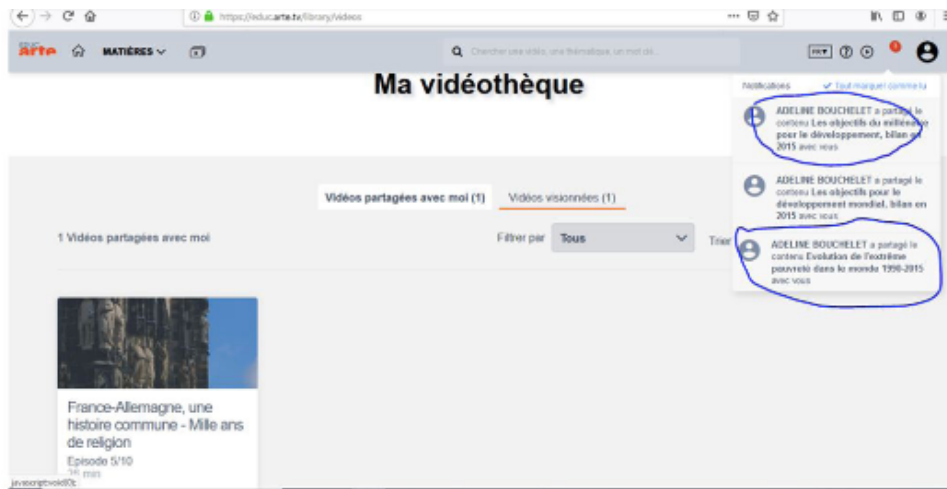 https://educ.arte.tv/library/videos
EDUC
arte
MATIÈRES
Chercher une vidéo, une thématique, un mot clé...
FR
Ma vidéothèque
Notifications
Tout marquer comme lu
ADELINE BOUCHELET a partagé le
contenu Les objectifs du millénaire
pour le développement, bilan en
2015 avec vous
ADELINE BOUCHELET a partagé le
contenu Les objectifs pour le
développement mondial, bilan en
2015 avec vous
ADELINE BOUCHELET a partagé le
contenu Evolution de l'extrême
pauvreté dans le monde 1990-2015
avec vous
Vidéos partagées avec moi (1)
Vidéos visionnées (1)
1 Vidéos partagées avec moi
Filtrer par
Tous
Trier
France-Allemagne, une
histoire commune - Mille ans
de religion
Episode 5/10
26 min
javascript:void(0);